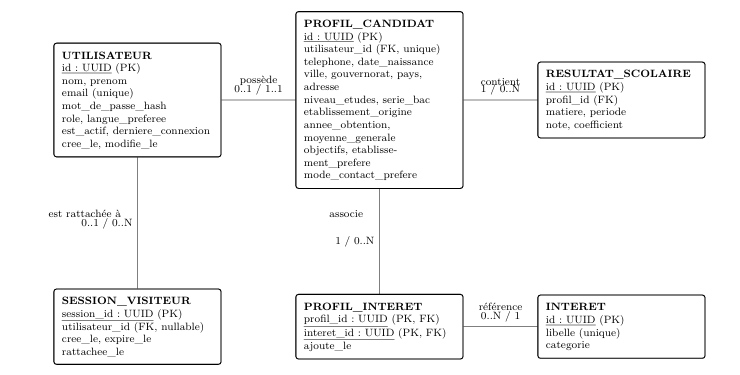 UTILISATEUR
id : UUID (PK)
nom, prenom
email (unique)
mot_de_passe_hash
role, langue_preferee
est_actif, derniere_connexion
cree_le, modifie_le
possède
0..1 / 1..1
PROFIL_CANDIDAT
id : UUID (PK)
utilisateur_id (FK, unique)
telephone, date_naissance
ville, gouvernorat, pays,
adresse
niveau_etudes, serie_bac
etablissement_origine
annee_obtention,
moyenne_generale
objectifs, etablisse-
ment_prefere
mode_contact_prefere
contient
1 / 0..N
RESULTAT_SCOLAIRE
id : UUID (PK)
profil_id (FK)
matiere, periode
note, coefficient
est rattachée à
0..1 / 0..N
associe
1 / 0..N
SESSION_VISITEUR
session_id : UUID (PK)
utilisateur_id (FK, nullable)
cree_le, expire_le
rattachee_le
PROFIL_INTERET
profil_id : UUID (PK, FK)
interet_id : UUID (PK, FK)
ajoute_le
référence
0..N / 1
INTERET
id : UUID (PK)
libelle (unique)
categorie